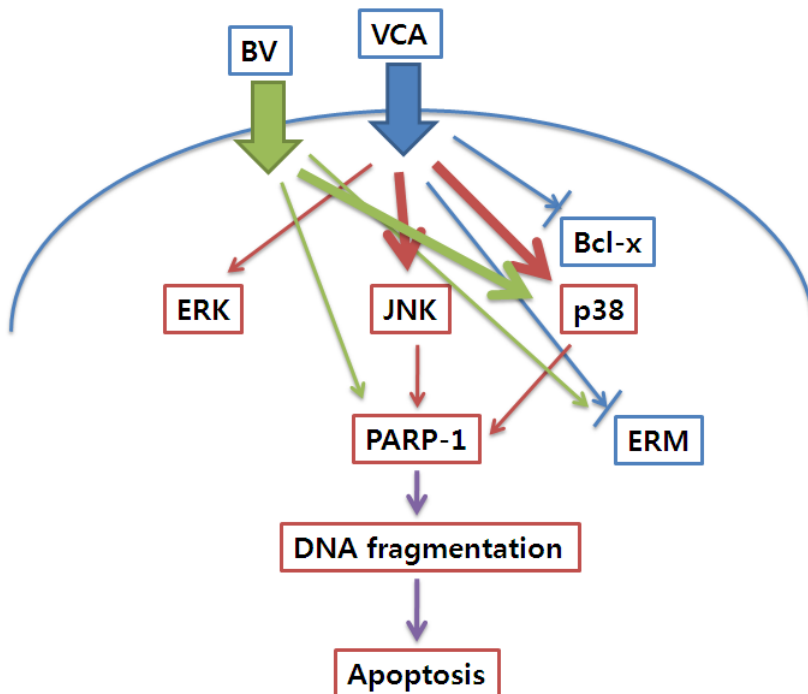 BV
VCA
Bcl-x
ERK
JNK
p38
PARP-1
ERM
DNA fragmentation
Apoptosis